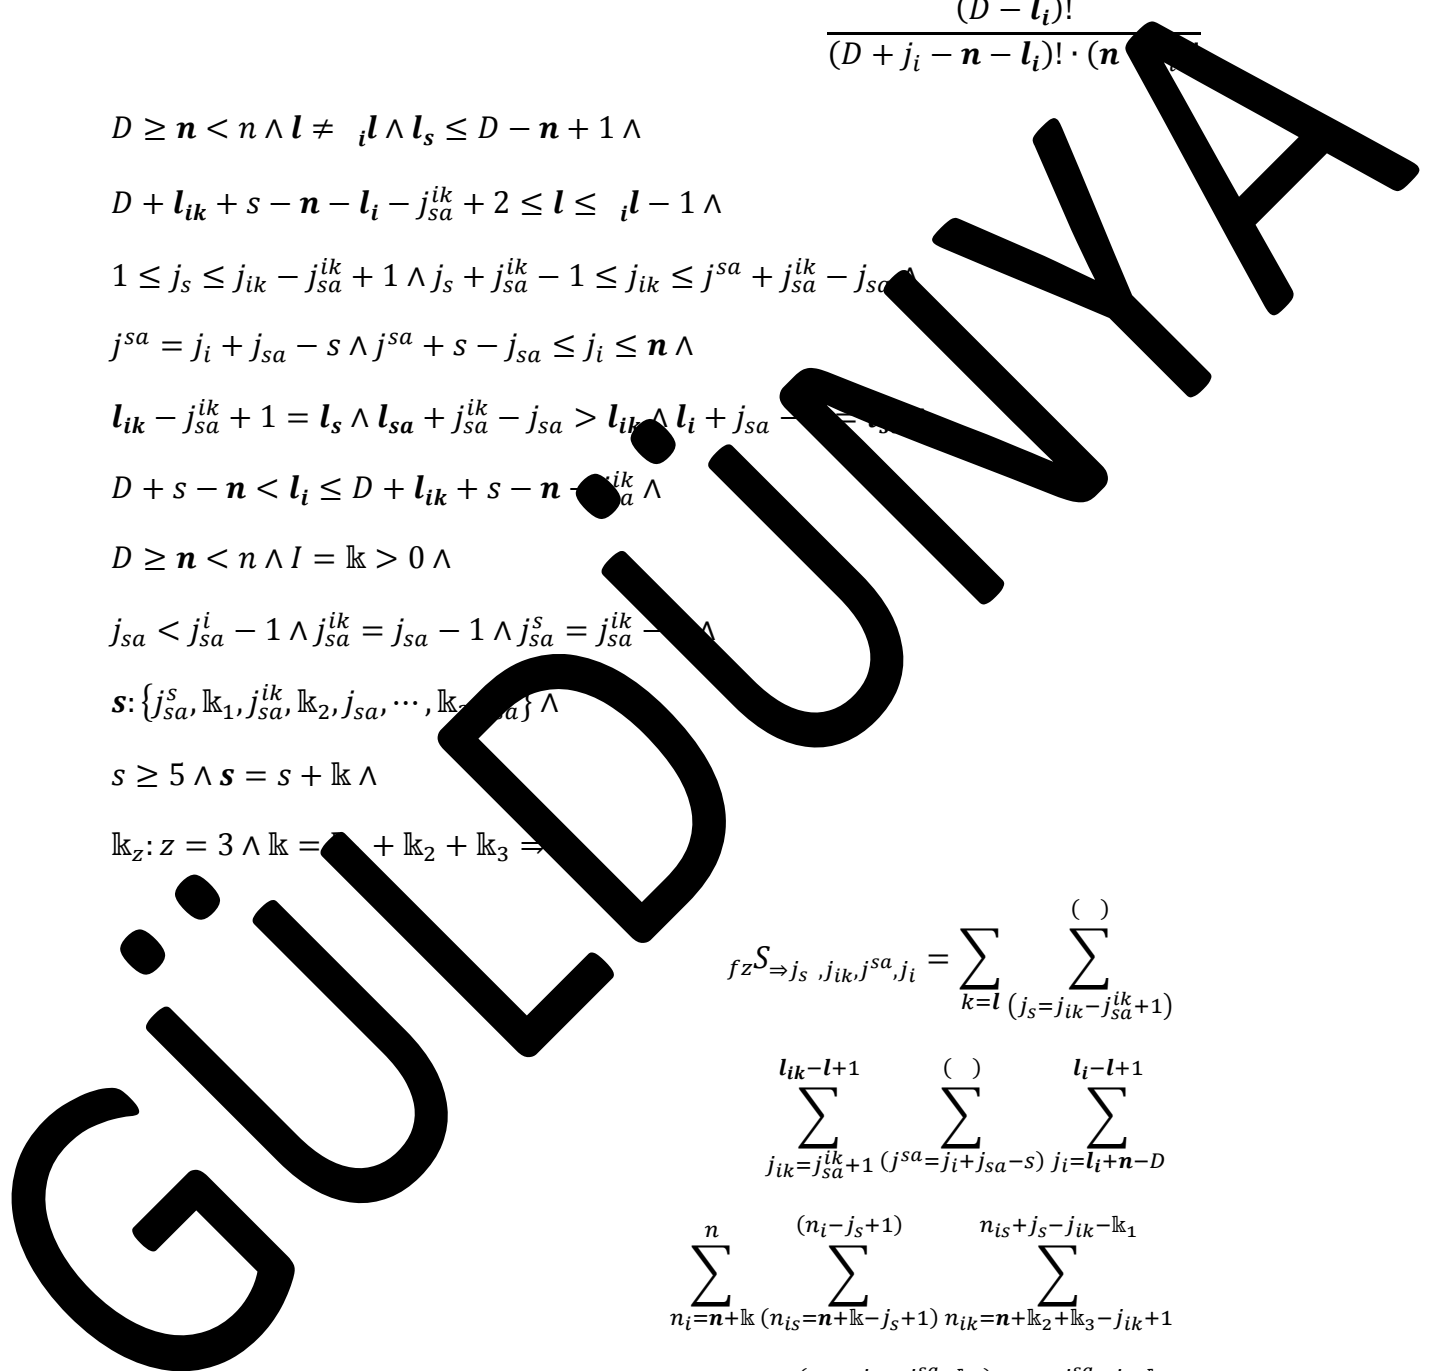 (D − l_i)!
(D + j_i − n − l_i)! · (n
D ≥ n < n ∧ l ≠ _il ∧ l_s ≤ D − n + 1 ∧
D + l_ik + s − n − l_i − j_sa^ik + 2 ≤ l ≤ _il − 1 ∧
1 ≤ j_s ≤ j_ik − j_sa^ik + 1 ∧ j_s + j_sa^ik − 1 ≤ j_ik ≤ j^sa + j_sa^ik − j_sa ∧
j^sa = j_i + j_sa − s ∧ j^sa + s − j_sa ≤ j_i ≤ n ∧
l_ik − j_sa^ik + 1 = l_s ∧ l_sa + j_sa^ik − j_sa > l_ik ∧ l_i + j_sa −
D + s − n < l_i ≤ D + l_ik + s − n − j_sa^ik ∧
D ≥ n < n ∧ I = 𝕜 > 0 ∧
j_sa < j_sa^i − 1 ∧ j_sa^ik = j_sa − 1 ∧ j_sa^s = j_sa^ik − ∧
s: {j_sa^s, 𝕜_1, j_sa^ik, 𝕜_2, j_sa, ⋯ , 𝕜 } ∧
s ≥ 5 ∧ s = s + 𝕜 ∧
𝕜_z: z = 3 ∧ 𝕜 = + 𝕜_2 + 𝕜_3 ⇒
( )
_fzS_⇒j_s ,j_ik,j^sa,j_i = ∑ ∑
k=l (j_s=j_ik−j_sa^ik+1)
l_ik−l+1 ( ) l_i−l+1
∑ ∑ ∑
j_ik=j_sa^ik+1 (j^sa=j_i+j_sa−s) j_i=l_i+n−D
n (n_i−j_s+1) n_is+j_s−j_ik−𝕜_1
∑ ∑ ∑
n_i=n+𝕜 (n_is=n+𝕜−j_s+1) n_ik=n+𝕜_2+𝕜_3−j_ik+1
GÜLDÜNYA